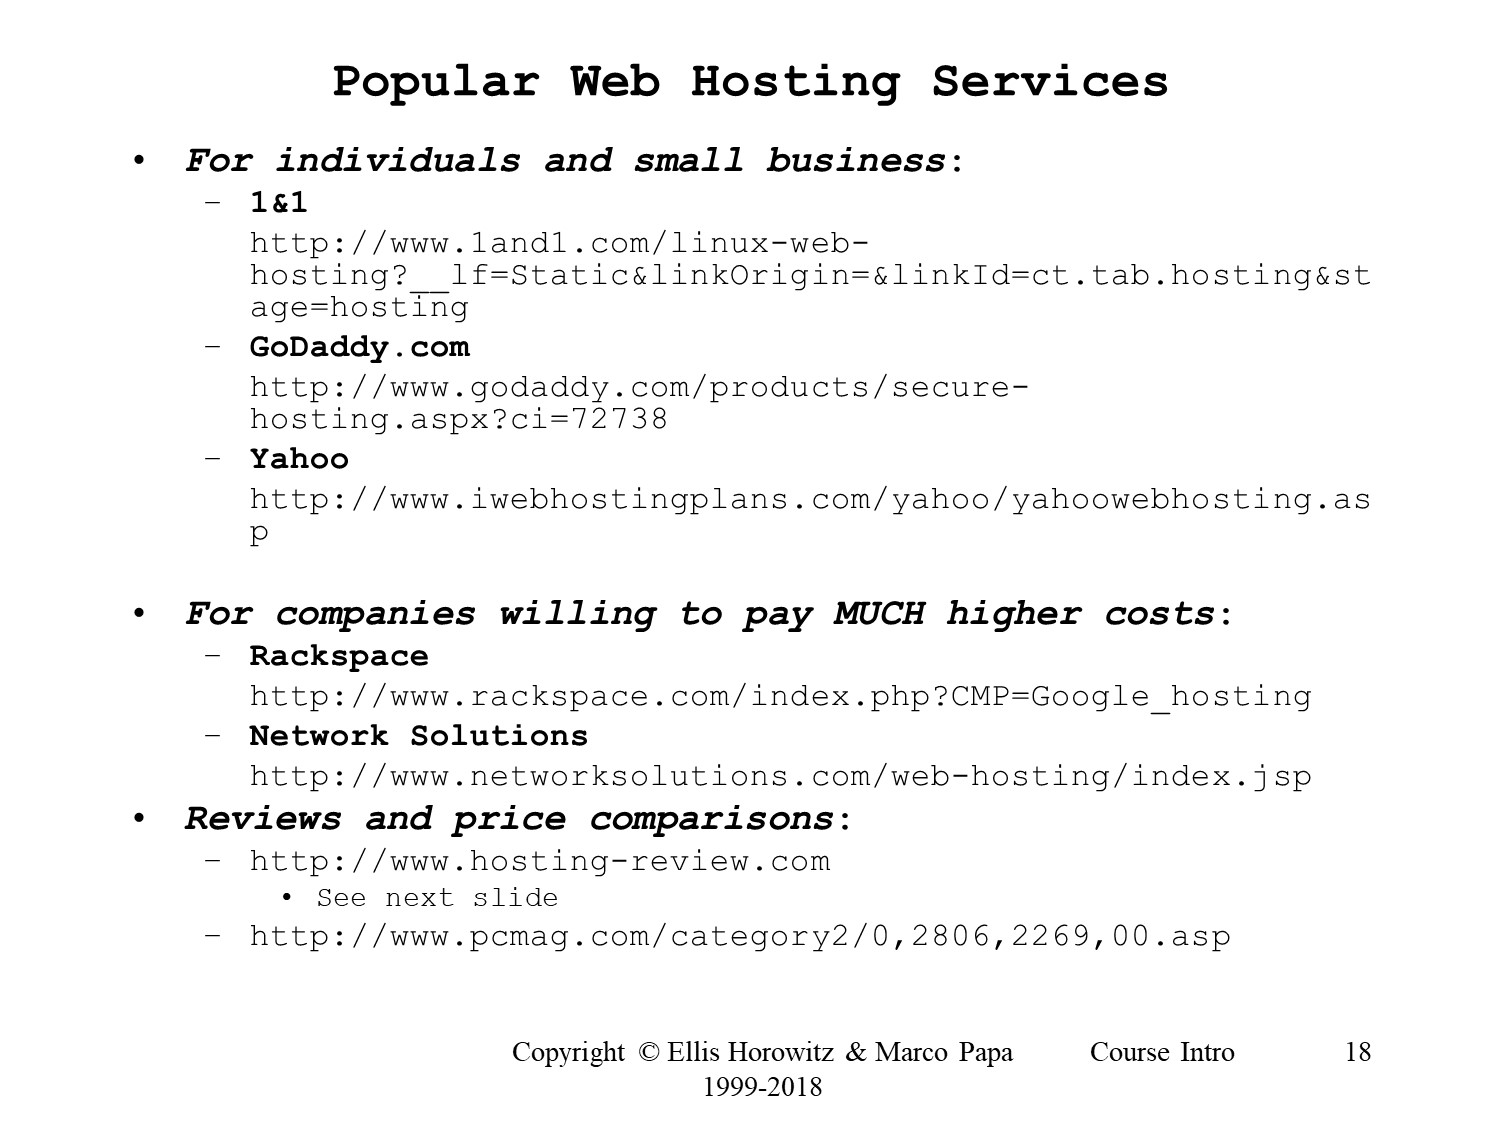 Popular Web Hosting Services
• For individuals and small business:
– 1&1
http://www.1and1.com/linux-web-
hosting?__lf=Static&linkOrigin=&linkId=ct.tab.hosting&st
age=hosting
– GoDaddy.com
http://www.godaddy.com/products/secure-
hosting.aspx?ci=72738
– Yahoo
http://www.iwebhostingplans.com/yahoo/yahoowebhosting.as
p
• For companies willing to pay MUCH higher costs:
– Rackspace
http://www.rackspace.com/index.php?CMP=Google_hosting
– Network Solutions
http://www.networksolutions.com/web-hosting/index.jsp
• Reviews and price comparisons:
– http://www.hosting-review.com
• See next slide
– http://www.pcmag.com/category2/0,2806,2269,00.asp
Copyright © Ellis Horowitz & Marco Papa Course Intro 18
1999-2018